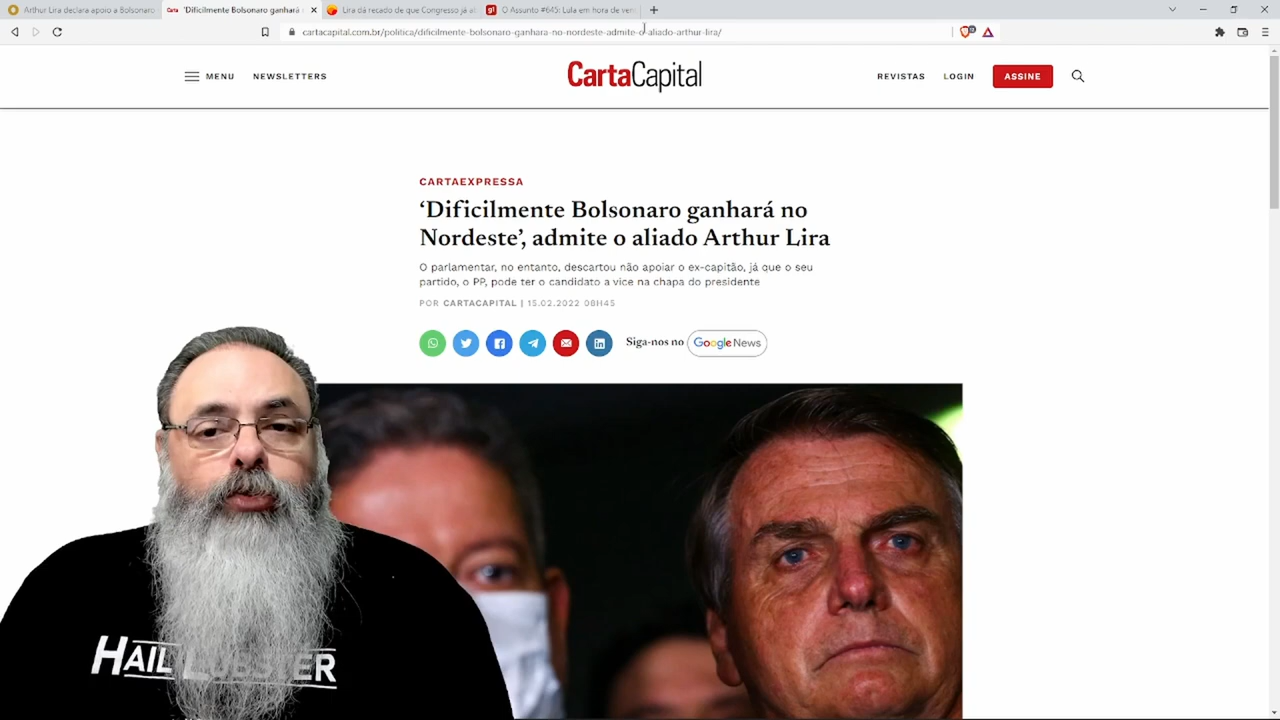 Arthur Lira declara apoio a Bolsonaro
Carta 'Dificilmente Bolsonaro ganhará
Lira dá recado de que Congresso já al
g1 O Assunto #645: Lula em hora de ven
cartacapital.com.br/politica/dificilmente-bolsonaro-ganhara-no-nordeste-admite-o-aliado-arthur-lira/
MENU NEWSLETTERS
CartaCapital
REVISTAS LOGIN ASSINE
CARTAEXPRESSA
‘Dificilmente Bolsonaro ganhará no
Nordeste’, admite o aliado Arthur Lira
O parlamentar, no entanto, descartou não apoiar o ex-capitão, já que o seu
partido, o PP, pode ter o candidato a vice na chapa do presidente
POR CARTACAPITAL | 15.02.2022 08H45
Siga-nos no Google News
HAIL